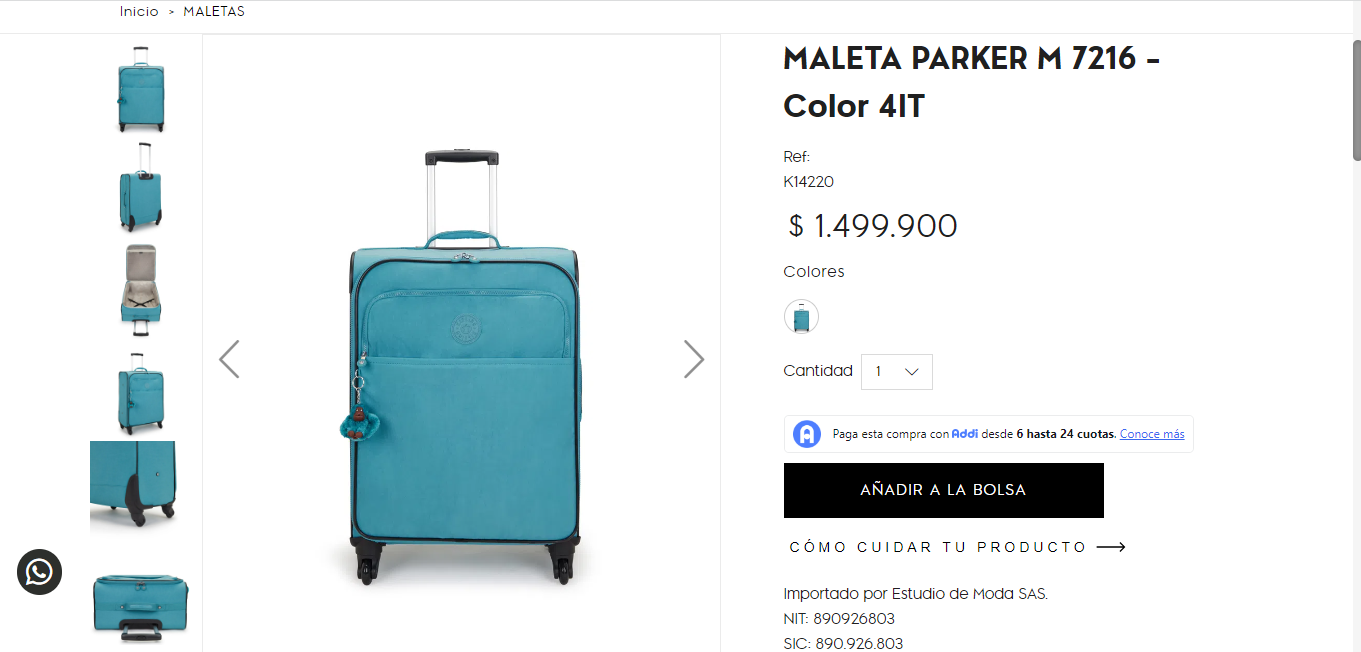 Inicio > MALETAS
MALETA PARKER M 7216 -
Color 4IT
Ref:
K14220
$ 1.499.900
Colores
Cantidad 1
Paga esta compra con Addi desde 6 hasta 24 cuotas. Conoce más
AÑADIR A LA BOLSA
CÓMO CUIDAR TU PRODUCTO
Importado por Estudio de Moda SAS.
NIT: 890926803
SIC: 890.926.803